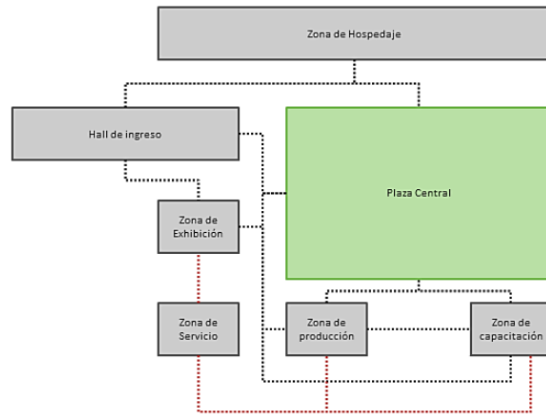 Zona de Hospedaje
Hall de ingreso
Plaza Central
Zona de
Exhibición
Zona de
Servicio
Zona de
producción
Zona de
capacitación